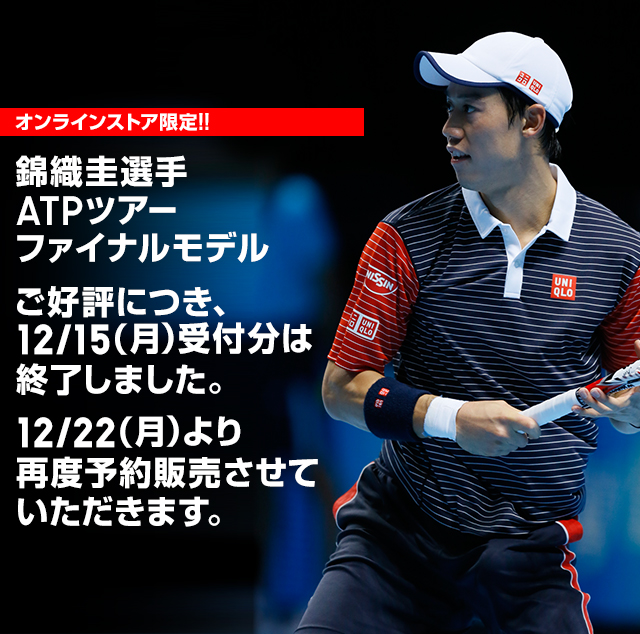 オンラインストア限定!!
錦織圭選手
ATPツアー
ファイナルモデル
ご好評につき、
12/15(月)受付分は
終了しました。
12/22(月)より
再度予約販売させて
いただきます。
UNI
QLO
NISSIN
UNI
QLO
UNI
QLO